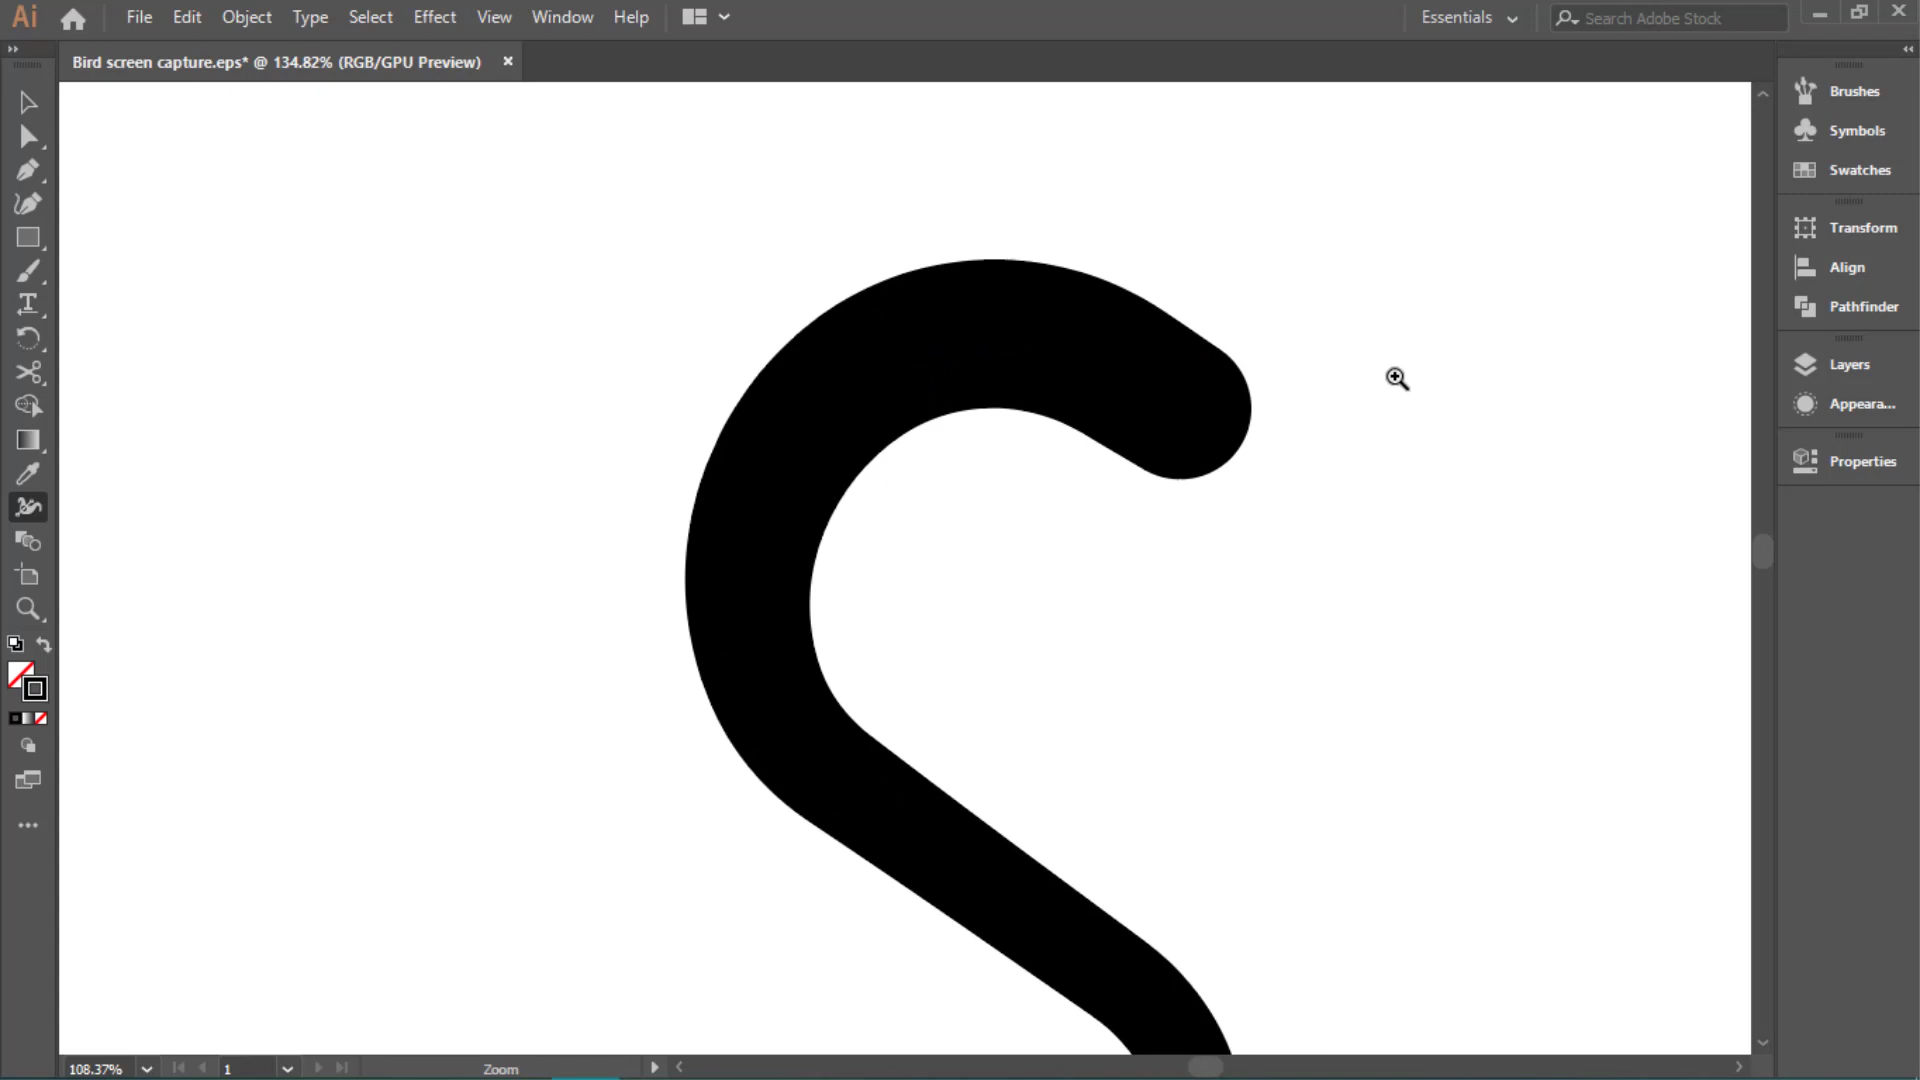 Ai File Edit Object Type Select Effect View Window Help Essentials Search Adobe Stock
Bird screen capture.eps* @ 134.82% (RGB/GPU Preview)
Brushes
Symbols
Swatches
Transform
Align
Pathfinder
Layers
Appeara...
Properties
108.37% 1 Zoom